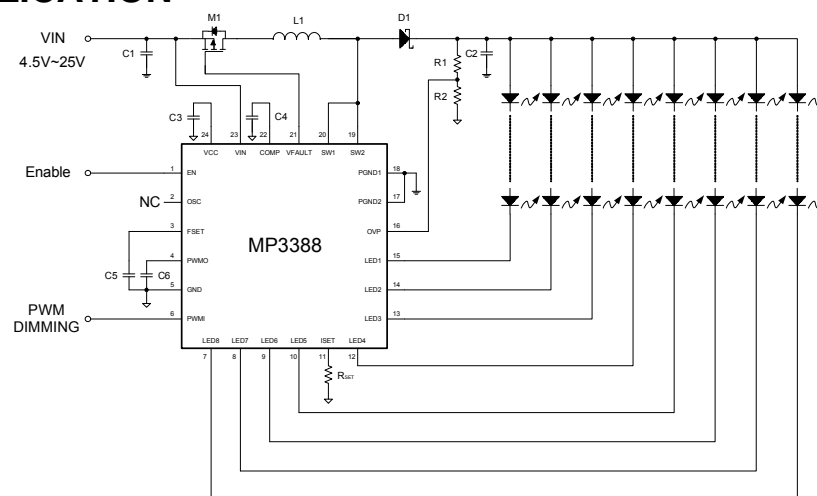 M1
L1
D1
VIN
4.5V~25V
C1
R1
C2
R2
C3
C4
24
23
22
21
20
19
VCC
VIN
COMP
VFAULT
SW1
SW2
Enable
1
EN
PGND1
18
NC
2
OSC
PGND2
17
3
FSET
OVP
16
MP3388
C5
C6
4
PWMO
LED1
15
5
GND
LED2
14
PWM
DIMMING
6
PWMI
LED3
13
LED8
LED7
LED6
LED5
ISET
LED4
7
8
9
10
11
12
RSET